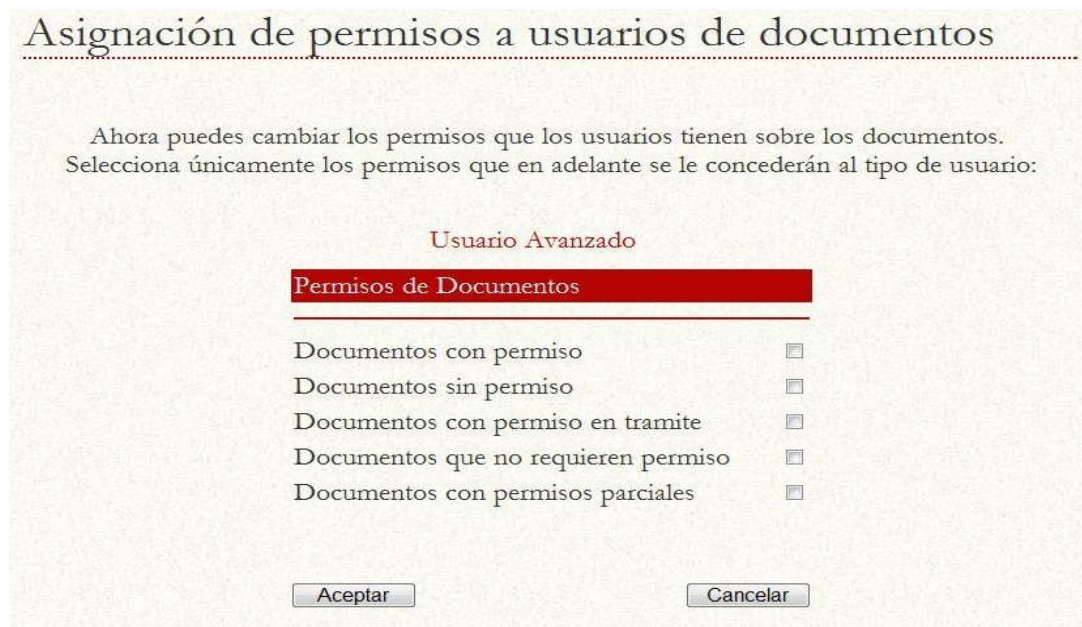 Asignación de permisos a usuarios de documentos
Ahora puedes cambiar los permisos que los usuarios tienen sobre los documentos.
Selecciona únicamente los permisos que en adelante se le concederán al tipo de usuario:
Usuario Avanzado
Permisos de Documentos
Documentos con permiso
Documentos sin permiso
Documentos con permiso en tramite
Documentos que no requieren permiso
Documentos con permisos parciales
Aceptar Cancelar